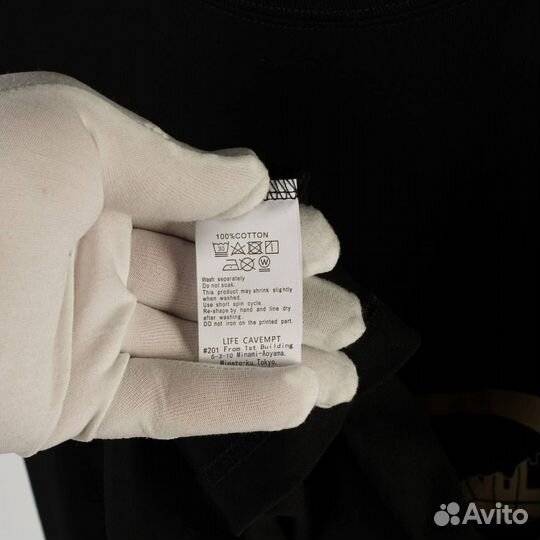 100%COTTON
30
Wash separately
Do not soak.
This product may shrink slightly
when washed.
Use short spin cycle.
Re-shape by hand and line dry
after washing.
DO not iron on the printed part
LIFE CAVEMPT
#201 From 1st Building
5-3-10 Minami-Aoyama,
Minato-ku, Tokyo,
Avito